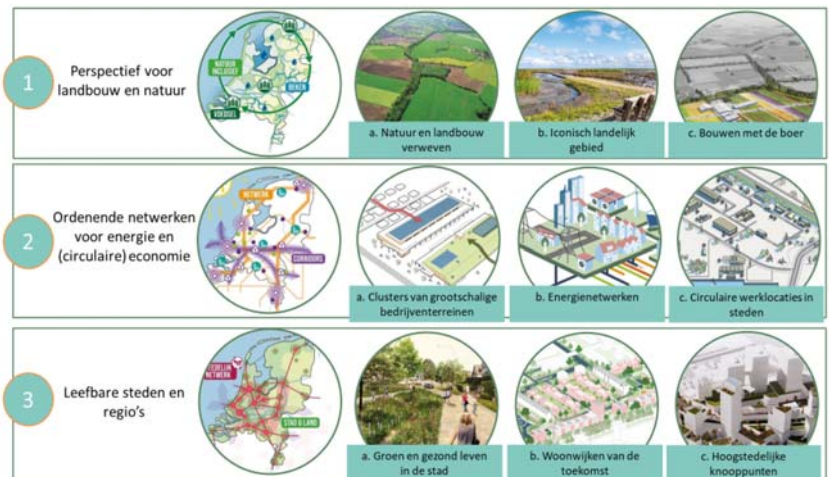 1
Perspectief voor
landbouw en natuur
NATUUR
INCLUSIEF
BEKEN
VOEDSEL
a. Natuur en landbouw
verweven
b. Iconisch landelijk
gebied
c. Bouwen met de boer
2
Ordenende netwerken
voor energie en
(circulaire) economie
NETWERK
CORRIDORS
a. Clusters van grootschalige
bedrijventerreinen
b. Energienetwerken
c. Circulaire werklocaties in
steden
3
Leefbare steden en
regio's
NETWERK
STAD & LAND
a. Groen en gezond leven
in de stad
b. Woonwijken van de
toekomst
c. Hoogstedelijke
knooppunten